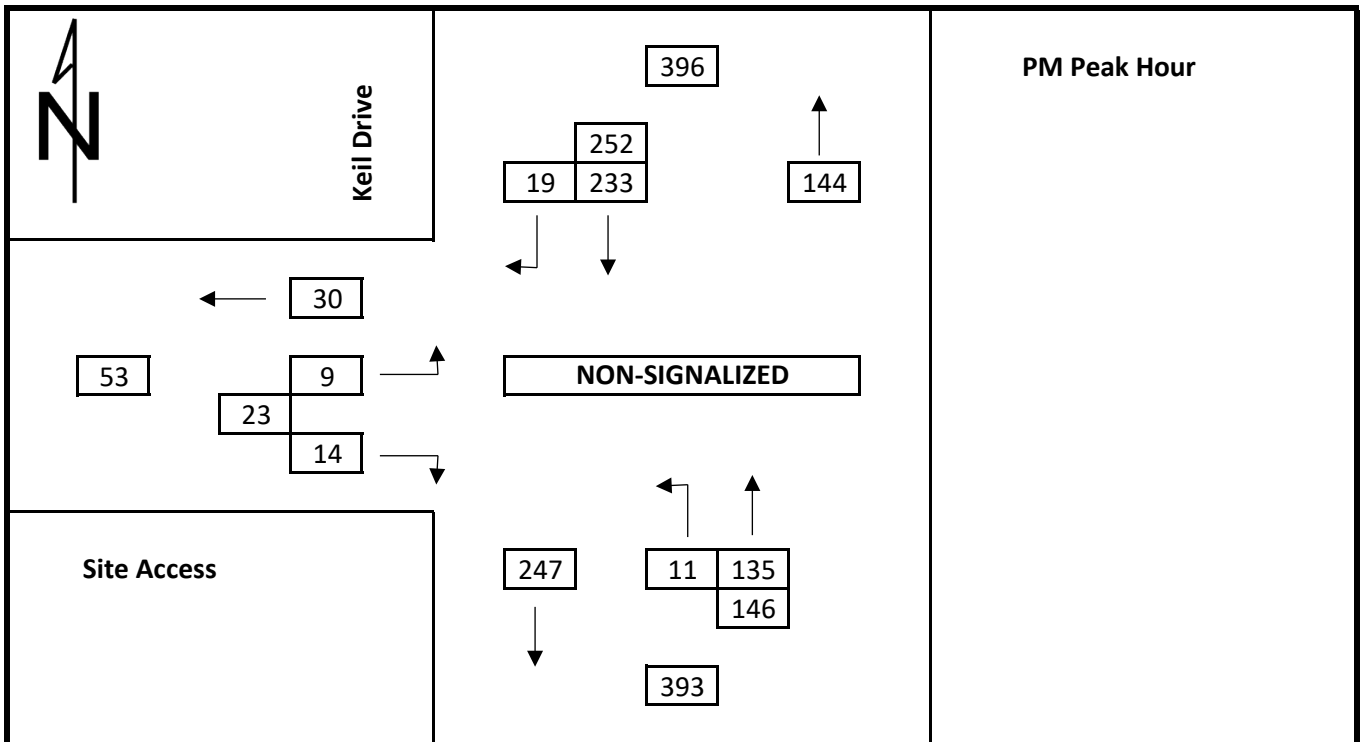 396
PM Peak Hour
N
Keil Drive
252
19 233
144
30
53
9
NON-SIGNALIZED
23
14
Site Access
247
11 135
146
393